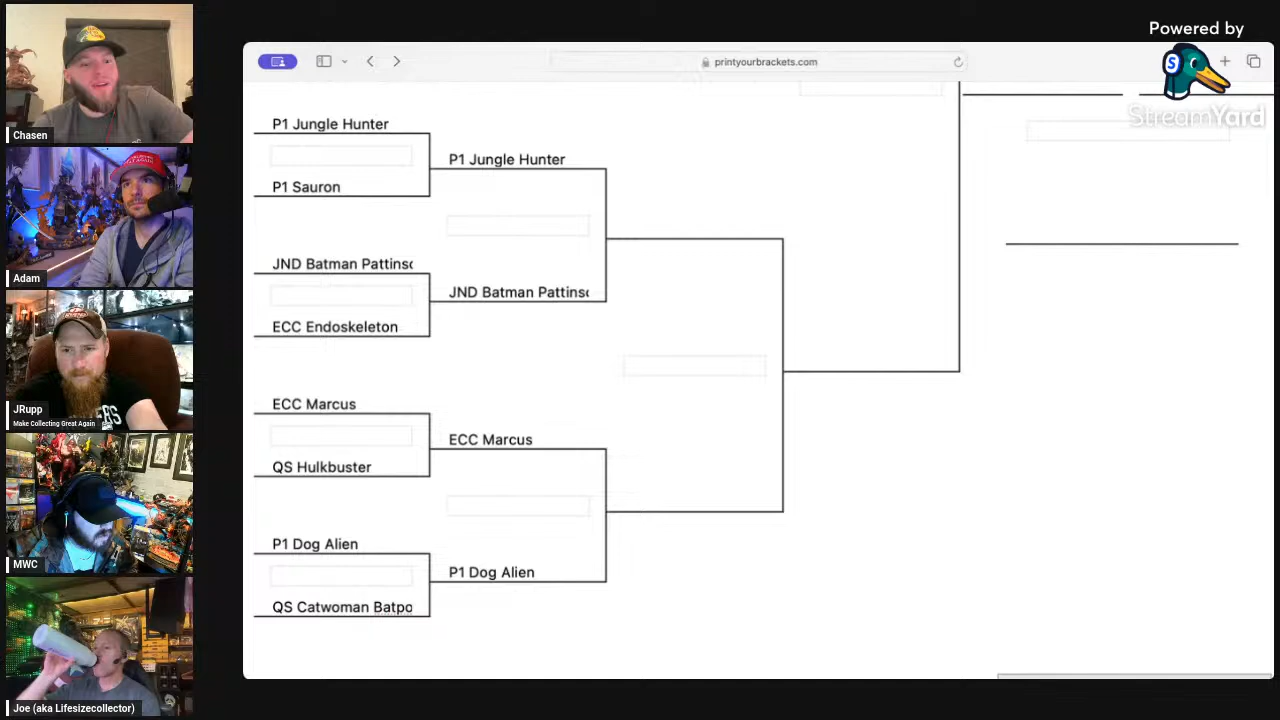 Powered by
StreamYard
printyourbrackets.com
P1 Jungle Hunter
P1 Sauron
JND Batman Pattins
ECC Endoskeleton
ECC Marcus
QS Hulkbuster
P1 Dog Alien
QS Catwoman Batpo
P1 Jungle Hunter
JND Batman Pattins
ECC Marcus
P1 Dog Alien
Chasen
Adam
JRupp
Make Collecting Great Again
MWC
Joe (aka Lifesizecollector)